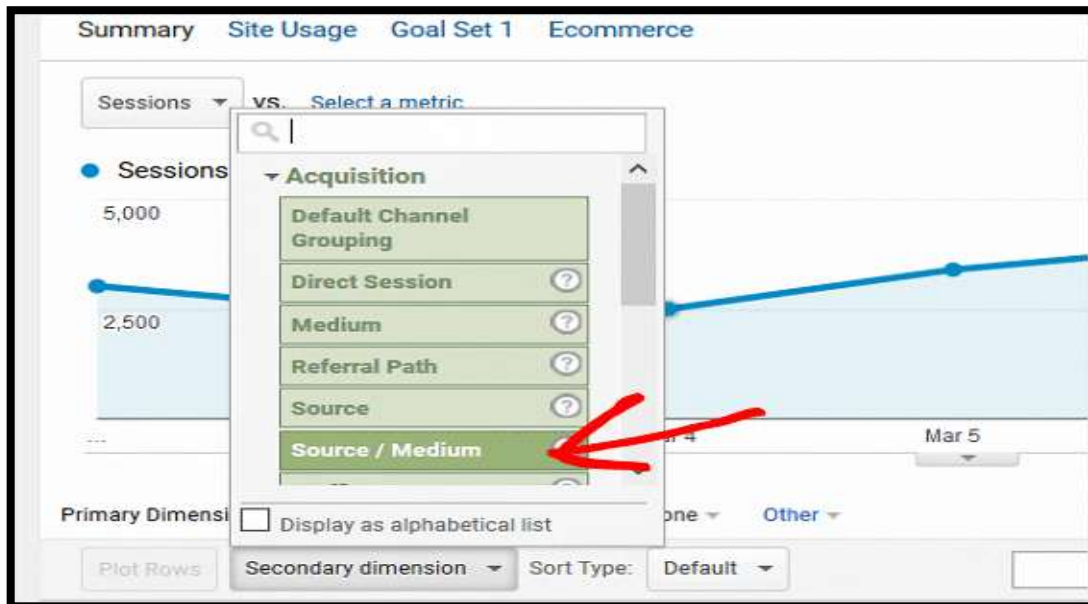 Summary Site Usage Goal Set 1 Ecommerce
Sessions VS. Select a metric
Sessions
Acquisition
5,000
Default Channel
Grouping
Direct Session
2,500
Medium
Referral Path
Source
Source / Medium
4
Mar 5
Primary Dimensi
Display as alphabetical list
one
Other
Plot Rows
Secondary dimension
Sort Type:
Default